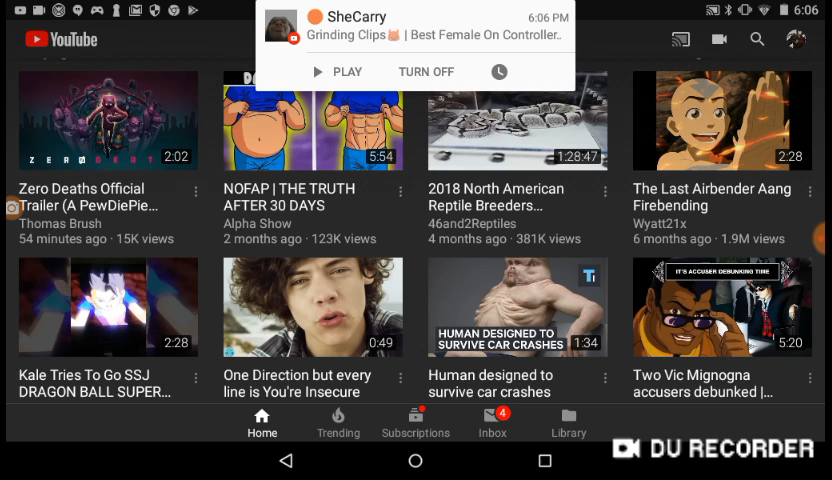 6:06
SheCarry
6:06 PM
Grinding Clips🐱 | Best Female On Controller..
PLAY
TURN OFF
YouTube
2:02
5:54
1:28:47
2:28
ZERØDEATH
Zero Deaths Official
Trailer (A PewDiePie...
Thomas Brush
54 minutes ago · 15K views
NOFAP | THE TRUTH
AFTER 30 DAYS
Alpha Show
2 months ago · 123K views
2018 North American
Reptile Breeders...
46and2Reptiles
4 months ago · 381K views
The Last Airbender Aang
Firebending
Wyatt21x
6 months ago · 1.9M views
2:28
0:49
HUMAN DESIGNED TO
SURVIVE CAR CRASHES
1:34
IT'S ACCUSER DEBUNKING TIME
5:20
Kale Tries To Go SSJ
DRAGON BALL SUPER...
One Direction but every
line is You're Insecure
Human designed to
survive car crashes
Two Vic Mignogna
accusers debunked |...
Home
Trending
Subscriptions
4
Inbox
Library
DU RECORDER